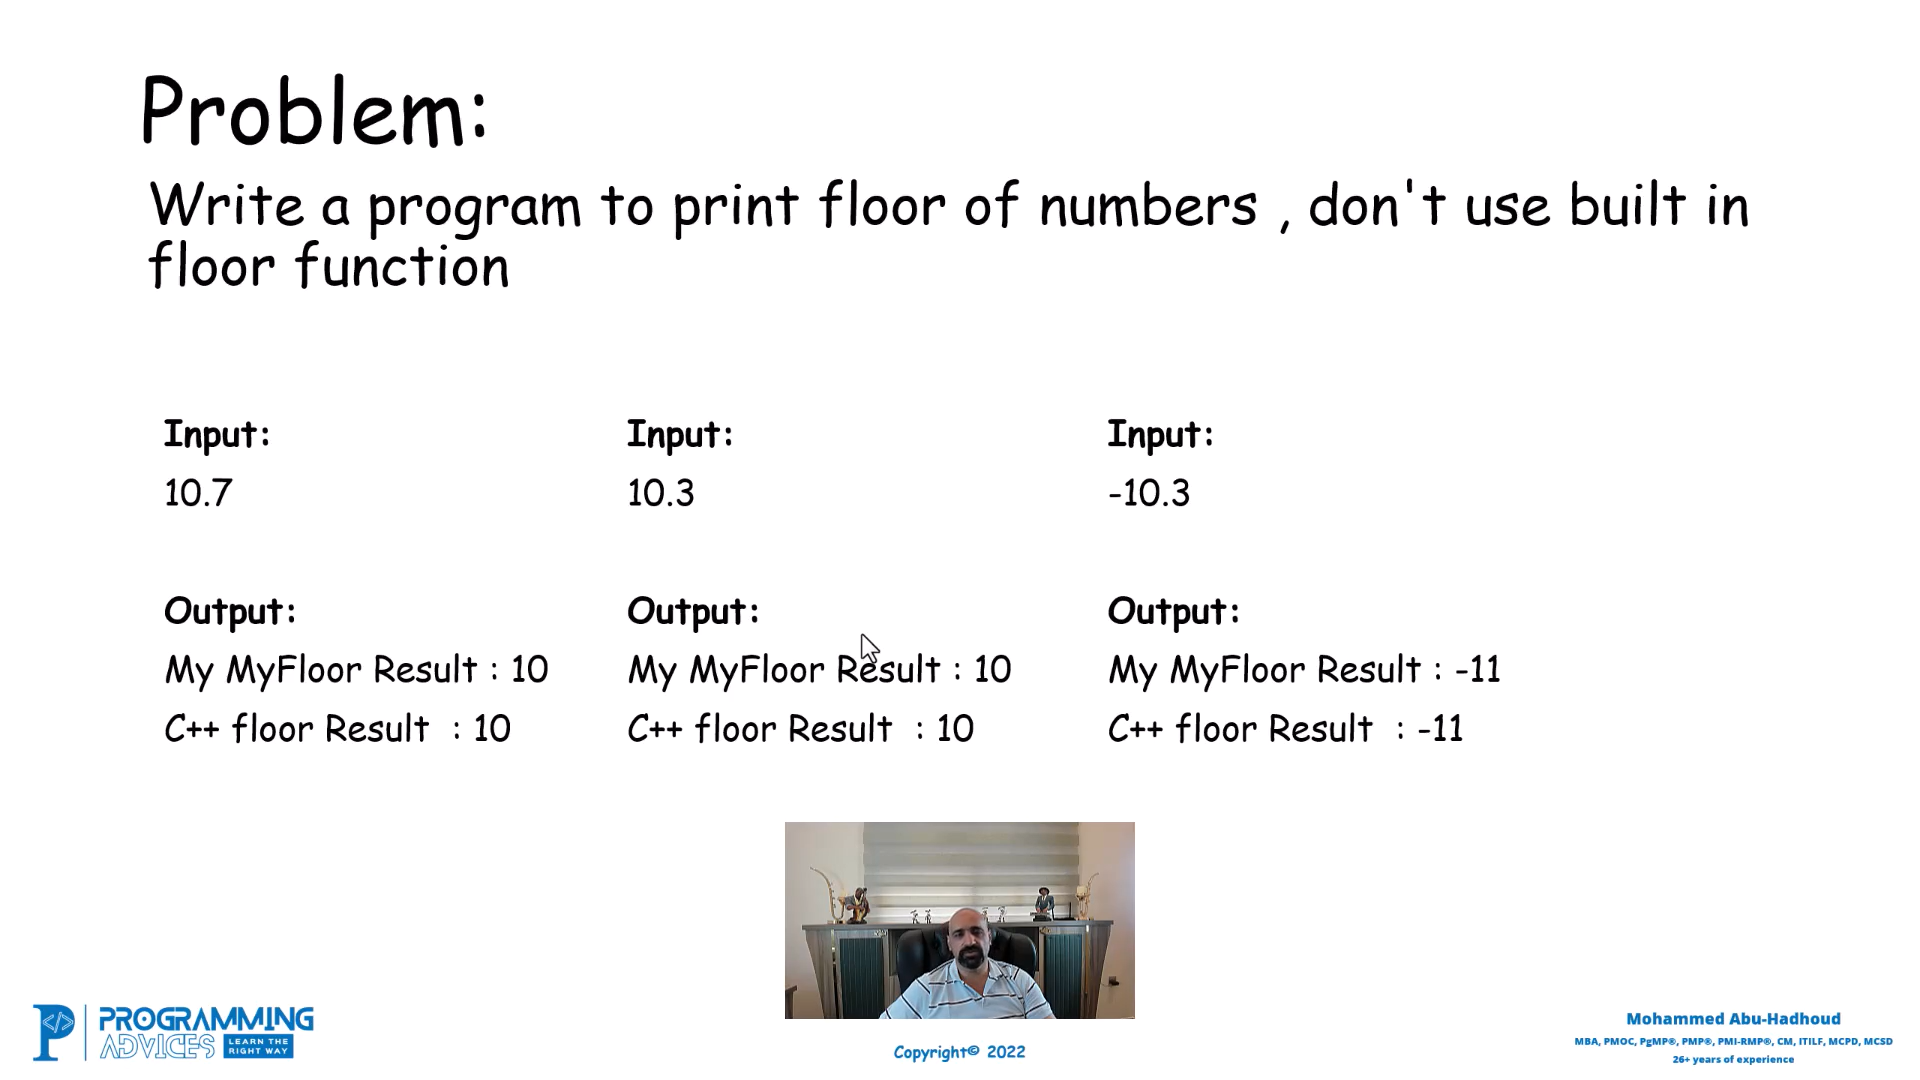 Problem:
Write a program to print floor of numbers , don't use built in
floor function
Input:
10.7
Output:
My MyFloor Result : 10
C++ floor Result : 10
Input:
10.3
Output:
My MyFloor Result : 10
C++ floor Result : 10
Input:
-10.3
Output:
My MyFloor Result : -11
C++ floor Result : -11
P </>
PROGRAMMING
ADVICES
LEARN THE
RIGHT WAY
Copyright© 2022
Mohammed Abu-Hadhoud
MBA, PMOC, PgMP®, PMP®, PMI-RMP®, CM, ITILF, MCPD, MCSD
26+ years of experience